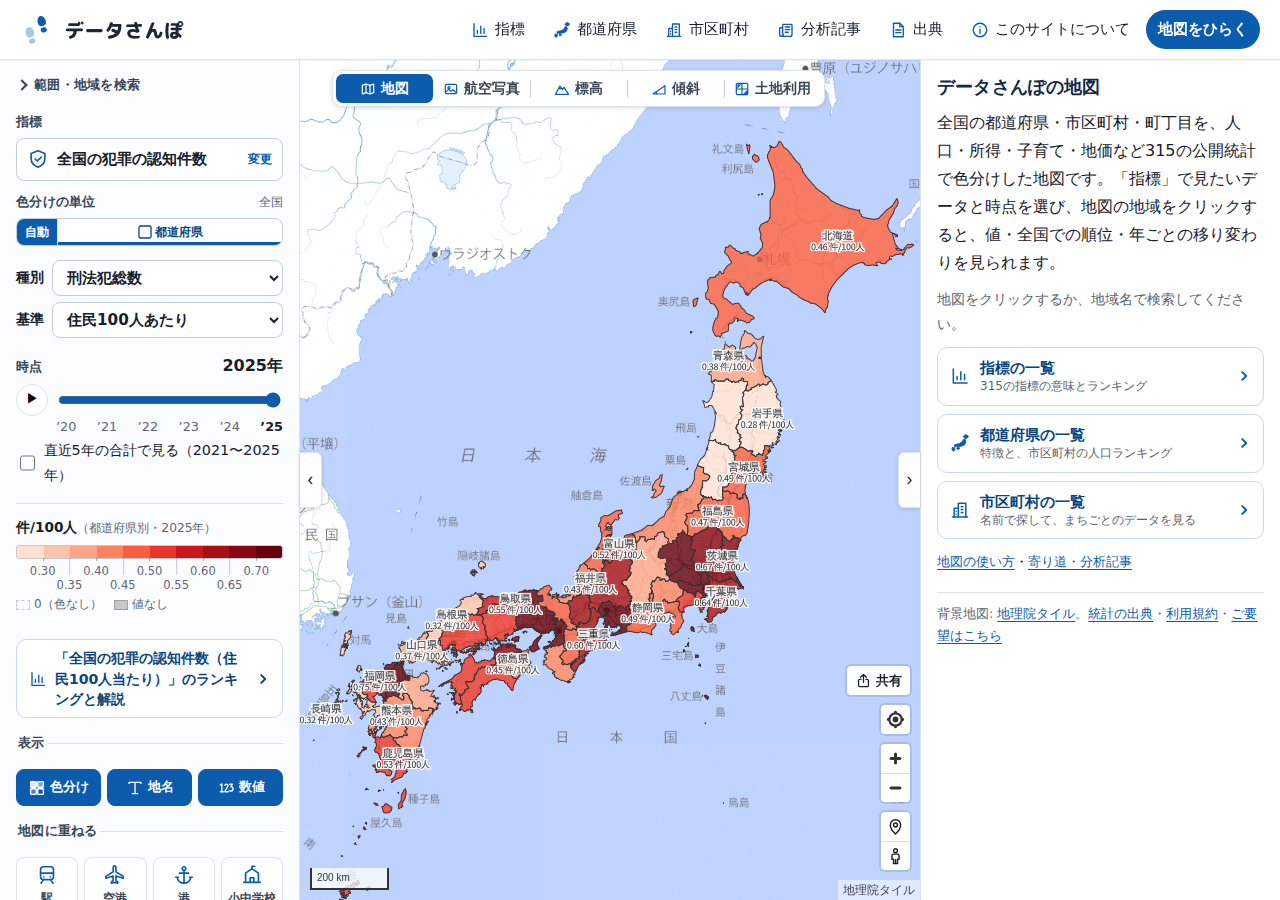 データさんぽ
指標
都道府県
市区町村
分析記事
出典
このサイトについて
地図をひらく
範囲・地域を検索
指標
全国の犯罪の認知件数
変更
色分けの単位
全国
自動
都道府県
種別
刑法犯総数
基準
住民100人あたり
時点
2025年
’20
’21
’22
’23
’24
’25
直近5年の合計で見る（2021〜2025
年）
件/100人（都道府県別・2025年）
0.30
0.40
0.50
0.60
0.70
0.35
0.45
0.55
0.65
0（色なし）
値なし
「全国の犯罪の認知件数（住
民100人当たり）」のランキ
ングと解説
表示
色分け
地名
123 数値
地図に重ねる
駅
空港
港
小中学校
地図
航空写真
標高
傾斜
土地利用
豊原（ユジノサハ
礼文島
利尻島
国
北海道
0.46 件/100人
札幌
ウラジオストク
奥尻島
青森県
0.38 件/100人
岩手県
0.28 件/100人
飛島
（平壌）
日本海
粟島
宮城県
0.49 件/100人
佐渡島
舳倉島
福島県
0.47 件/100人
竹島
民国
富山県
0.52 件/100人
茨城県
0.67 件/100人
隠岐諸島
福井県
0.43 件/100人
千葉県
0.64 件/100人
鳥取県
0.55 件/100人
静岡県
0.49 件/100人
プサン（釜山）
島根県
0.32 件/100人
見島
大島
三重県
0.60 件/100人
対馬
山口県
0.37 件/100人
徳島県
0.45 件/100人
三宅島
伊豆諸島
福岡県
0.75 件/100人
八丈島
長崎県
0.32 件/100人
熊本県
0.43 件/100人
日本国
鹿児島県
0.53 件/100人
種子島
鳥島
屋久島
南
200 km
共有
地理院タイル
データさんぽの地図
全国の都道府県・市区町村・町丁目を、人
口・所得・子育て・地価など315の公開統計
で色分けした地図です。「指標」で見たいデ
ータと時点を選び、地図の地域をクリックす
ると、値・全国での順位・年ごとの移り変わ
りを見られます。
地図をクリックするか、地域名で検索してくださ
い。
指標の一覧
315の指標の意味とランキング
都道府県の一覧
特徴と、市区町村の人口ランキング
市区町村の一覧
名前で探して、まちごとのデータを見る
地図の使い方・寄り道・分析記事
背景地図: 地理院タイル。統計の出典・利用規約・ご要
望はこちら